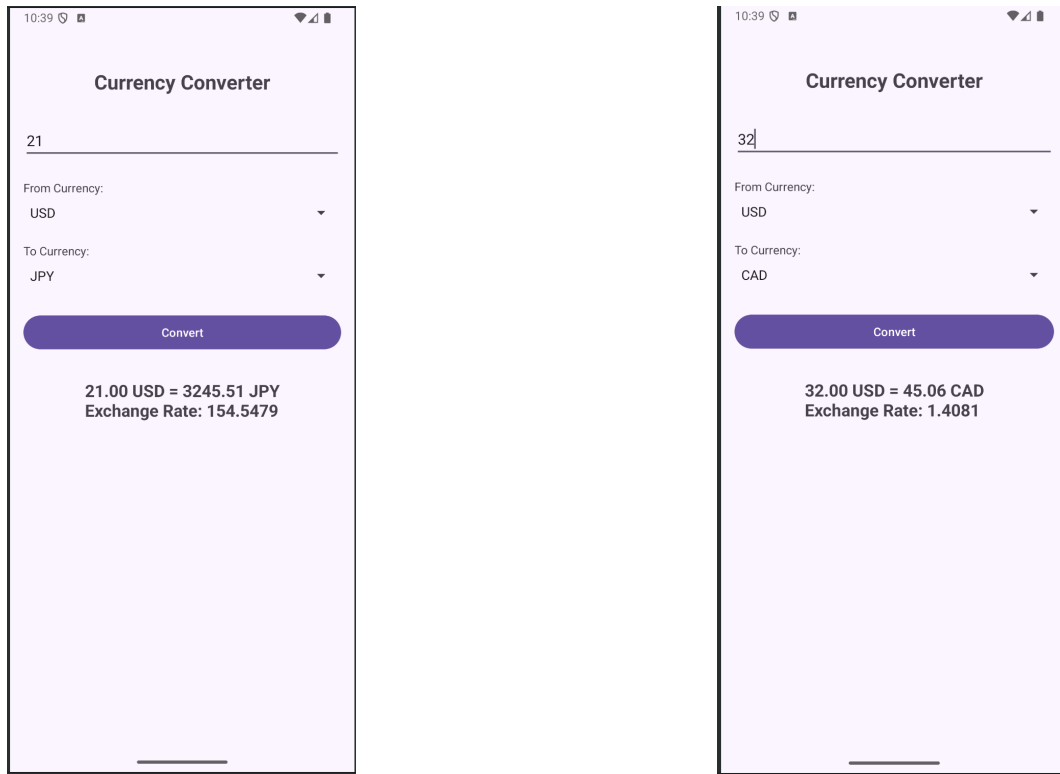 10:39
Currency Converter
21
From Currency:
USD
To Currency:
JPY
Convert
21.00 USD = 3245.51 JPY
Exchange Rate: 154.5479
10:39
Currency Converter
32
From Currency:
USD
To Currency:
CAD
Convert
32.00 USD = 45.06 CAD
Exchange Rate: 1.4081